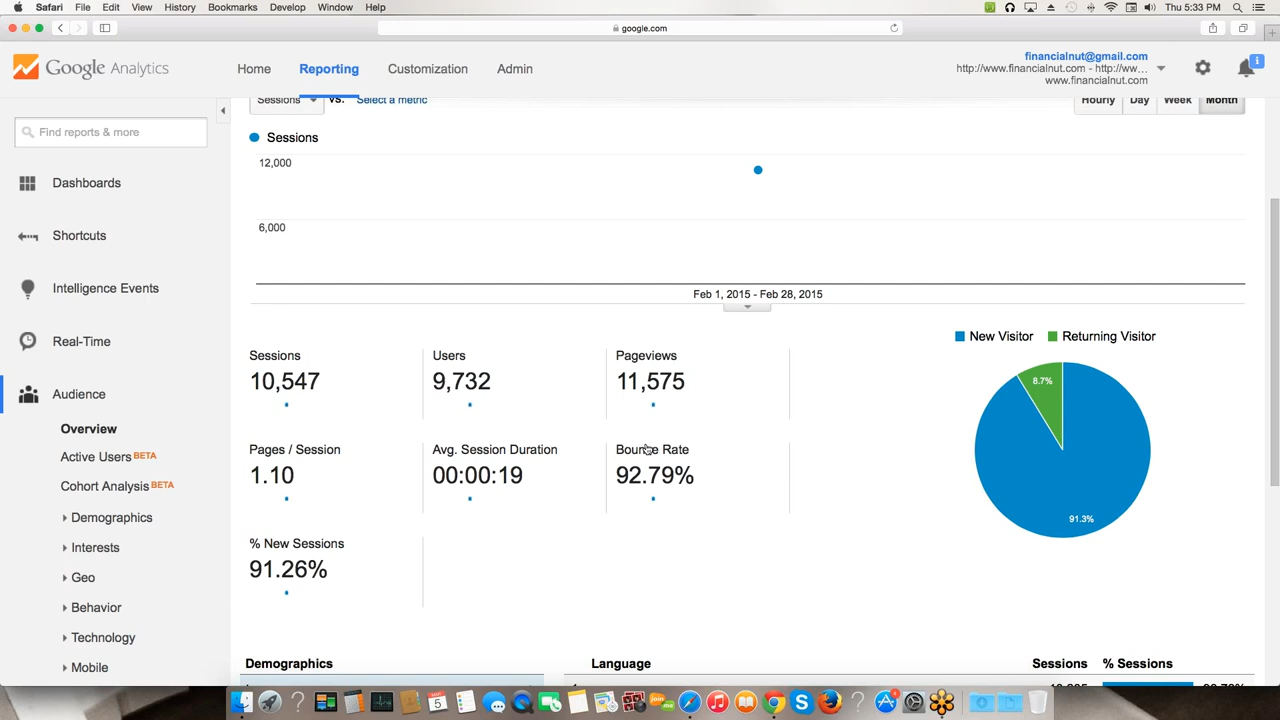 Safari File Edit View History Bookmarks Develop Window Help Thu 5:33 PM
google.com
Google Analytics Home Reporting Customization Admin
financialnut@gmail.com
http://www.financialnut.com - http://ww...
www.financialnut.com
i
Find reports & more
Dashboards
Shortcuts
Intelligence Events
Real-Time
Audience
Overview
Active Users BETA
Cohort Analysis BETA
Demographics
Interests
Geo
Behavior
Technology
Mobile
Sessions vs. Select a metric Hourly Day Week Month
Sessions
12,000
6,000
Feb 1, 2015 - Feb 28, 2015
Sessions Users Pageviews
10,547 9,732 11,575
Pages / Session Avg. Session Duration Bounce Rate
1.10 00:00:19 92.79%
% New Sessions
91.26%
New Visitor Returning Visitor
8.7%
91.3%
Demographics Language Sessions % Sessions
5